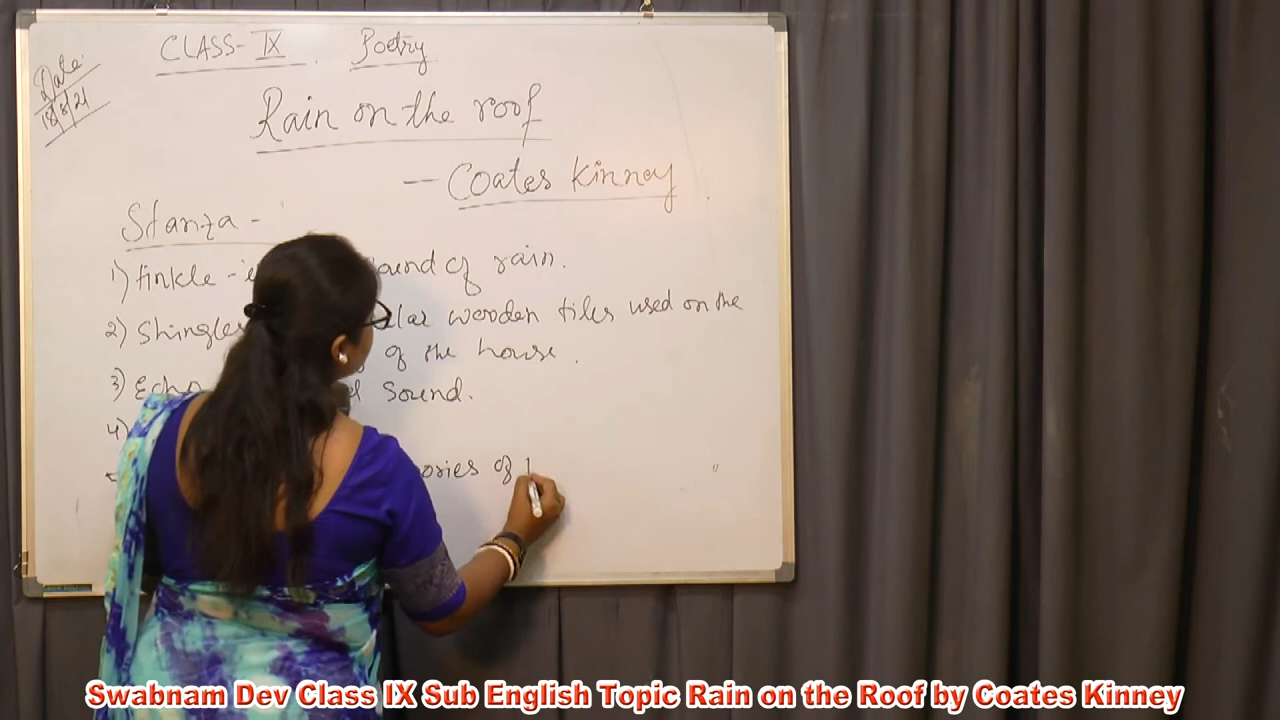 CLASS-IX Poetry
Date:
18/8/21
Rain on the roof
- Coates Kinney
Stanza -
1) tinkle - sound of rain.
2) Shingles wooden tiles used on the
of the house.
3) Echo sound.
4)
of
Swabnam Dev Class IX Sub English Topic Rain on the Roof by Coates Kinney